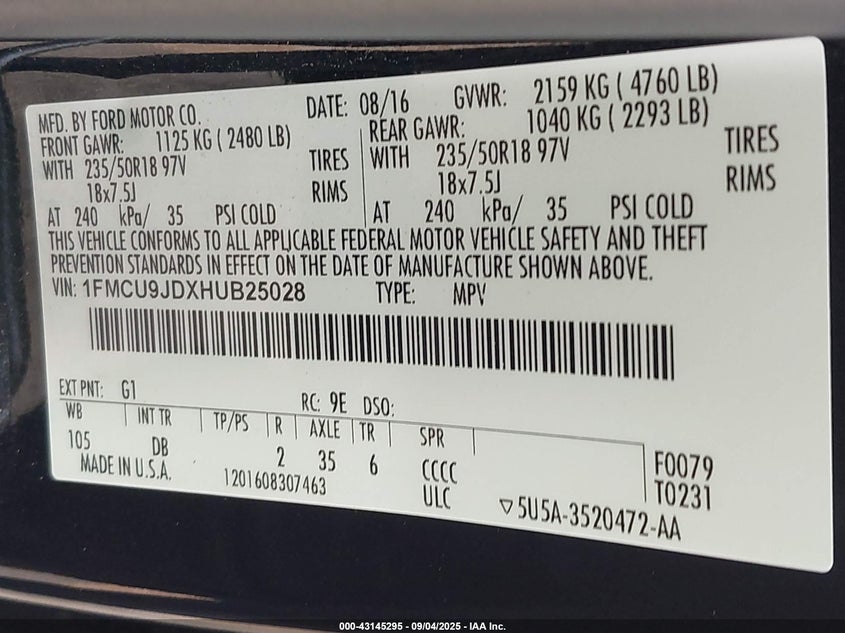 MFD. BY FORD MOTOR CO. DATE: 08/16 GVWR: 2159 KG ( 4760 LB)
FRONT GAWR: 1125 KG ( 2480 LB) REAR GAWR: 1040 KG ( 2293 LB)
WITH 235/50R18 97V TIRES WITH 235/50R18 97V TIRES
18x7.5J RIMS 18x7.5J RIMS
AT 240 kPa/ 35 PSI COLD AT 240 kPa/ 35 PSI COLD
THIS VEHICLE CONFORMS TO ALL APPLICABLE FEDERAL MOTOR VEHICLE SAFETY AND THEFT
PREVENTION STANDARDS IN EFFECT ON THE DATE OF MANUFACTURE SHOWN ABOVE.
VIN: 1FMCU9JDXHUB25028 TYPE: MPV
EXT PNT: G1 RC: 9E DSO:
WB INT TR TP/PS R AXLE TR SPR
105 DB 2 35 6 CCCC F0079
MADE IN U.S.A. 1201608307463 ULC T0231
▽5U5A-3520472-AA
000-43145295 - 09/04/2025 - IAA Inc.